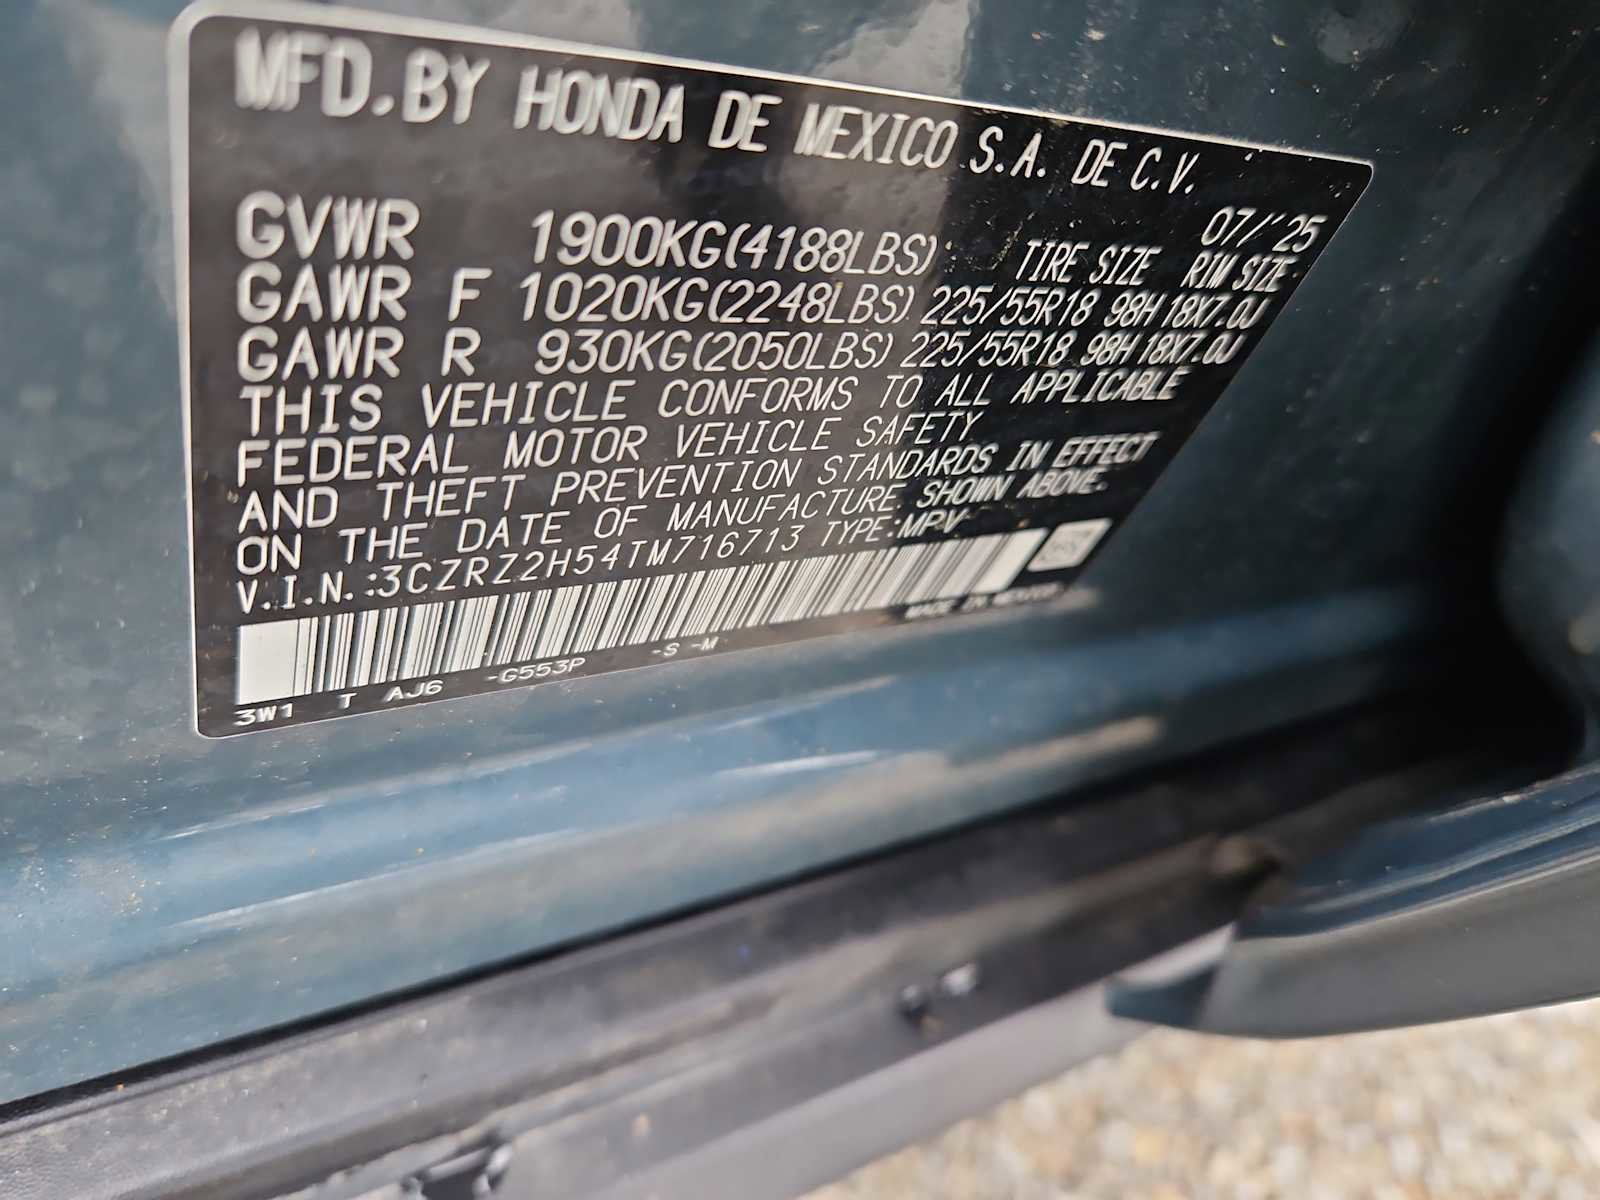 MFD.BY HONDA DE MEXICO S.A. DE C.V.
07/'25
GVWR 1900KG(4188LBS) TIRE SIZE RIM SIZE
GAWR F 1020KG(2248LBS) 225/55R18 98H 18X7.0J
GAWR R 930KG(2050LBS) 225/55R18 98H 18X7.0J
THIS VEHICLE CONFORMS TO ALL APPLICABLE
FEDERAL MOTOR VEHICLE SAFETY
AND THEFT PREVENTION STANDARDS IN EFFECT
ON THE DATE OF MANUFACTURE SHOWN ABOVE.
V.I.N.:3CZRZ2H54TM716713 TYPE:MPV
MADE IN MEXICO
3W1 T AJ6 -G553P -S -M